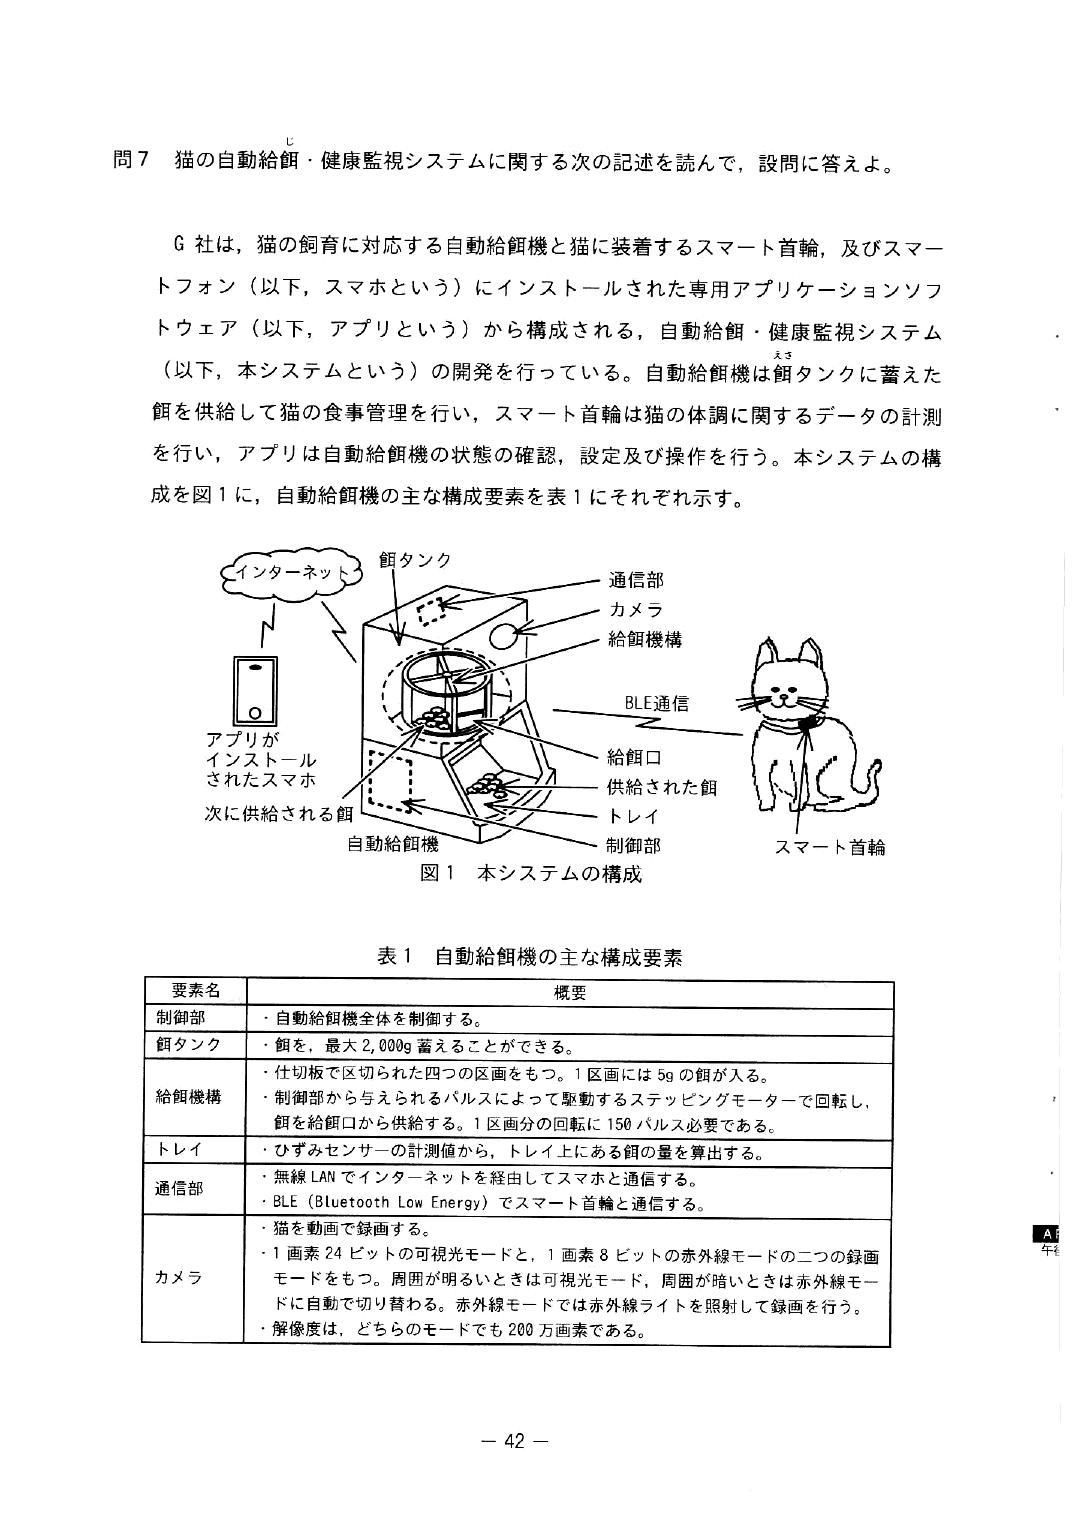 じ
問7 猫の自動給餌・健康監視システムに関する次の記述を読んで，設問に答えよ。
G 社は，猫の飼育に対応する自動給餌機と猫に装着するスマート首輪，及びスマー
トフォン（以下，スマホという）にインストールされた専用アプリケーションソフ
トウェア（以下，アプリという）から構成される，自動給餌・健康監視システム
えさ
（以下，本システムという）の開発を行っている。自動給餌機は餌タンクに蓄えた
餌を供給して猫の食事管理を行い，スマート首輪は猫の体調に関するデータの計測
を行い，アプリは自動給餌機の状態の確認，設定及び操作を行う。本システムの構
成を図1に，自動給餌機の主な構成要素を表1にそれぞれ示す。
インターネット
餌タンク
通信部
カメラ
給餌機構
BLE通信
アプリが
インストール
されたスマホ
給餌口
供給された餌
次に供給される餌
トレイ
自動給餌機
制御部
スマート首輪
図1 本システムの構成
表1 自動給餌機の主な構成要素
要素名 概要
制御部 ・自動給餌機全体を制御する。
餌タンク ・餌を，最大2,000g蓄えることができる。
給餌機構 ・仕切板で区切られた四つの区画をもつ。1区画には5gの餌が入る。
・制御部から与えられるパルスによって駆動するステッピングモーターで回転し，
餌を給餌口から供給する。1区画分の回転に150パルス必要である。
トレイ ・ひずみセンサーの計測値から，トレイ上にある餌の量を算出する。
通信部 ・無線LANでインターネットを経由してスマホと通信する。
・BLE（Bluetooth Low Energy）でスマート首輪と通信する。
カメラ ・猫を動画で録画する。
・1画素24ビットの可視光モードと，1画素8ビットの赤外線モードの二つの録画
モードをもつ。周囲が明るいときは可視光モード，周囲が暗いときは赤外線モー
ドに自動で切り替わる。赤外線モードでは赤外線ライトを照射して録画を行う。
・解像度は，どちらのモードでも200万画素である。
― 42 ―